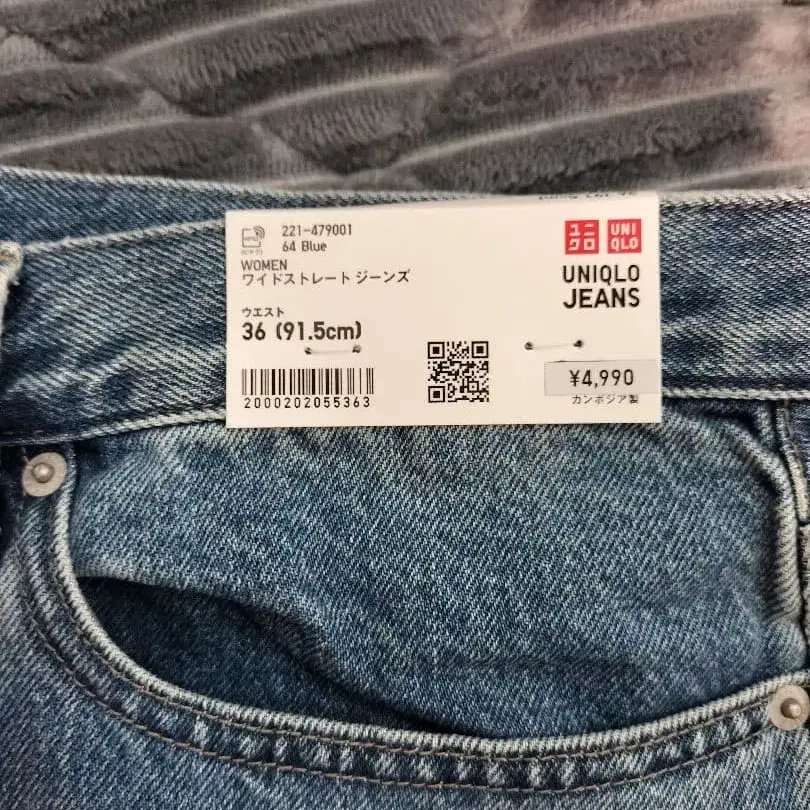 221-479001
64 Blue
WOMEN
ワイドストレート ジーンズ
ウエスト
36 (91.5cm)
2000202055363
ユニ
クロ
UNI
QLO
UNIQLO
JEANS
¥4,990
カンボジア製